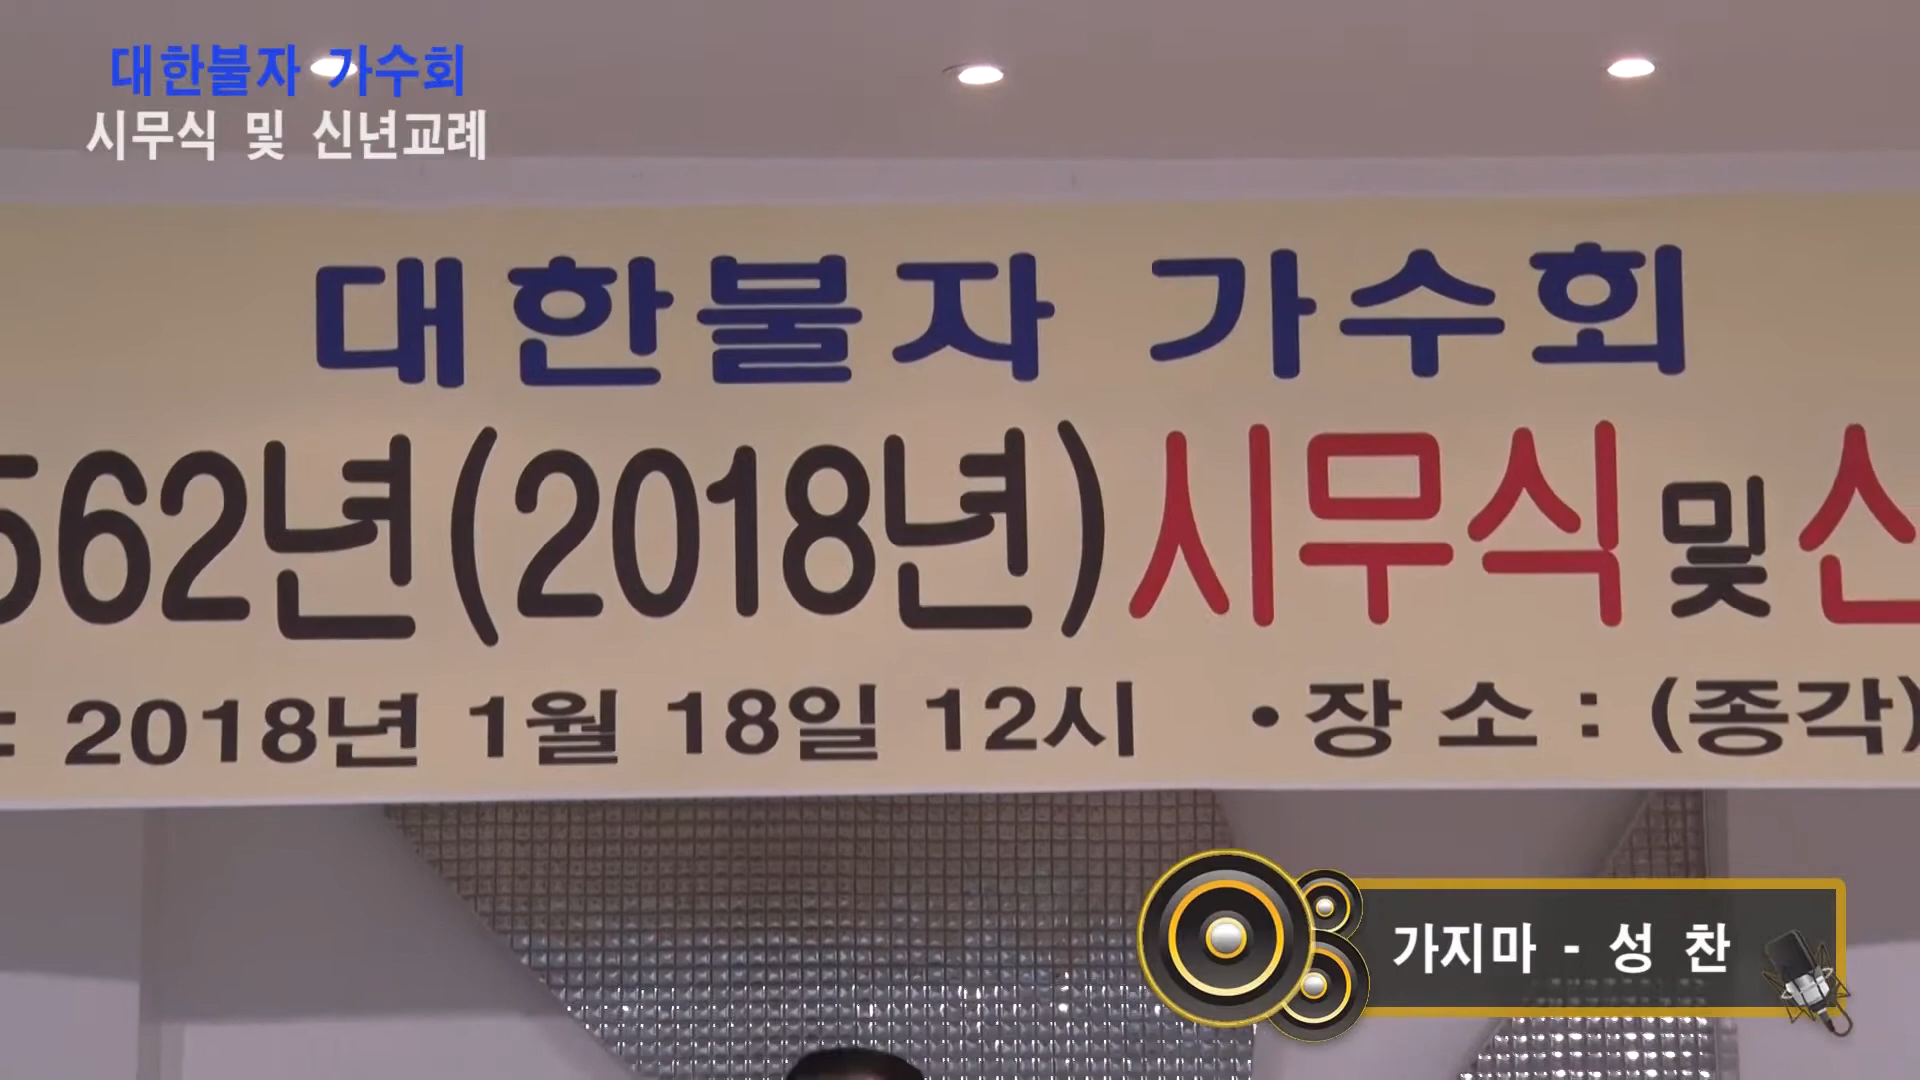 대한불자 가수회
시무식 및 신년교례
대한불자 가수회
562년(2018년)시무식 및
: 2018년 1월 18일 12시 •장 소 : (종각)
가지마 - 성 찬